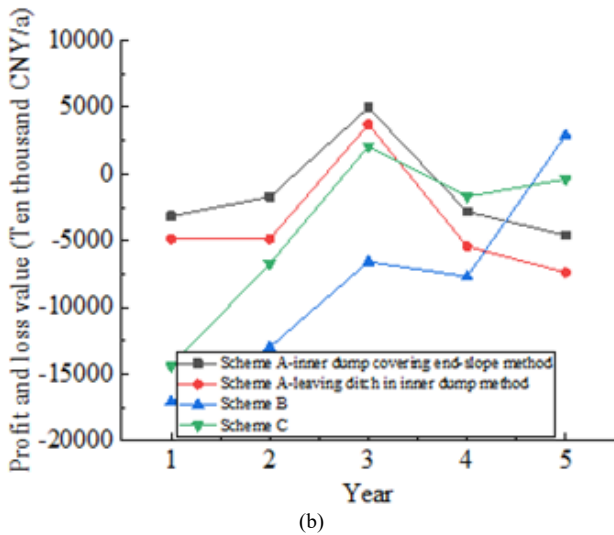 Profit and loss value (Ten thousand CNY/a)
10000
5000
0
-5000
-10000
-15000
-20000
Scheme A-inner dump covering end-slope method
Scheme A-leaving ditch in inner dump method
Scheme B
Scheme C
1 2 3 4 5
Year
(b)